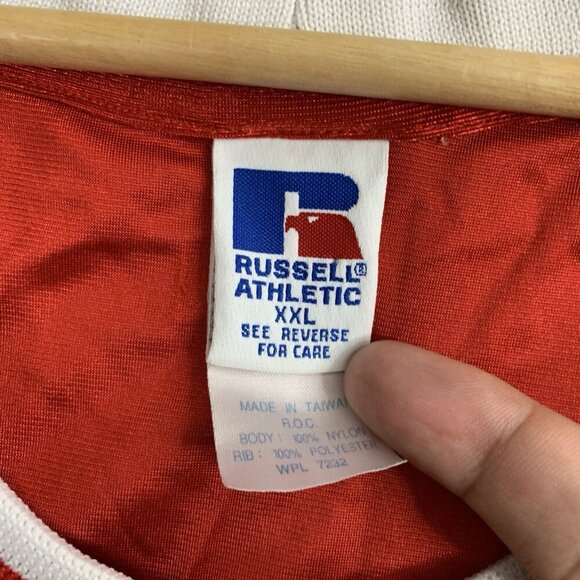 RUSSELL®
ATHLETIC
XXL
SEE REVERSE
FOR CARE
MADE IN TAIWAN
R.O.C.
BODY: 100% NYLON
RIB: 100% POLYESTER
WPL 7232